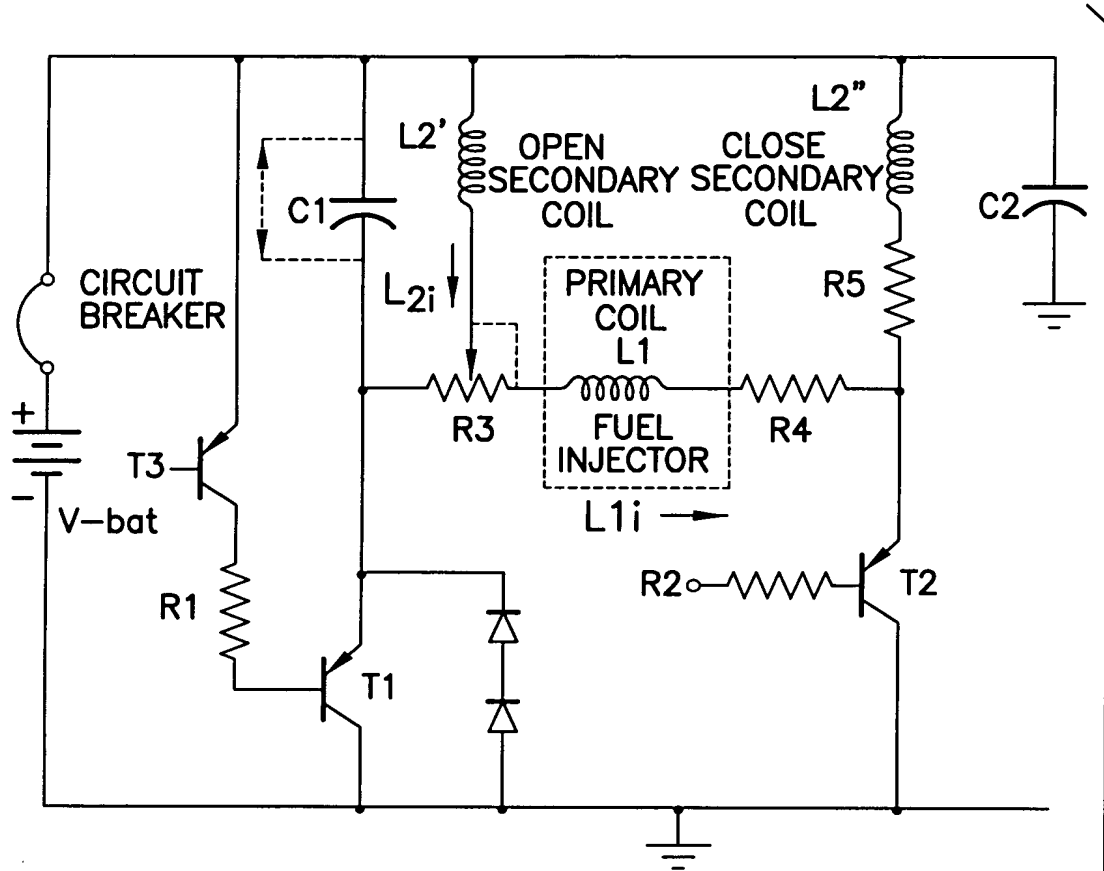 L2"
L2'
OPEN
SECONDARY
COIL
CLOSE
SECONDARY
COIL
C1
C2
CIRCUIT
BREAKER
L2i
R5
PRIMARY
COIL
L1
R3
FUEL
INJECTOR
R4
+
T3
-
V-bat
L1i
R1
R2
T2
T1